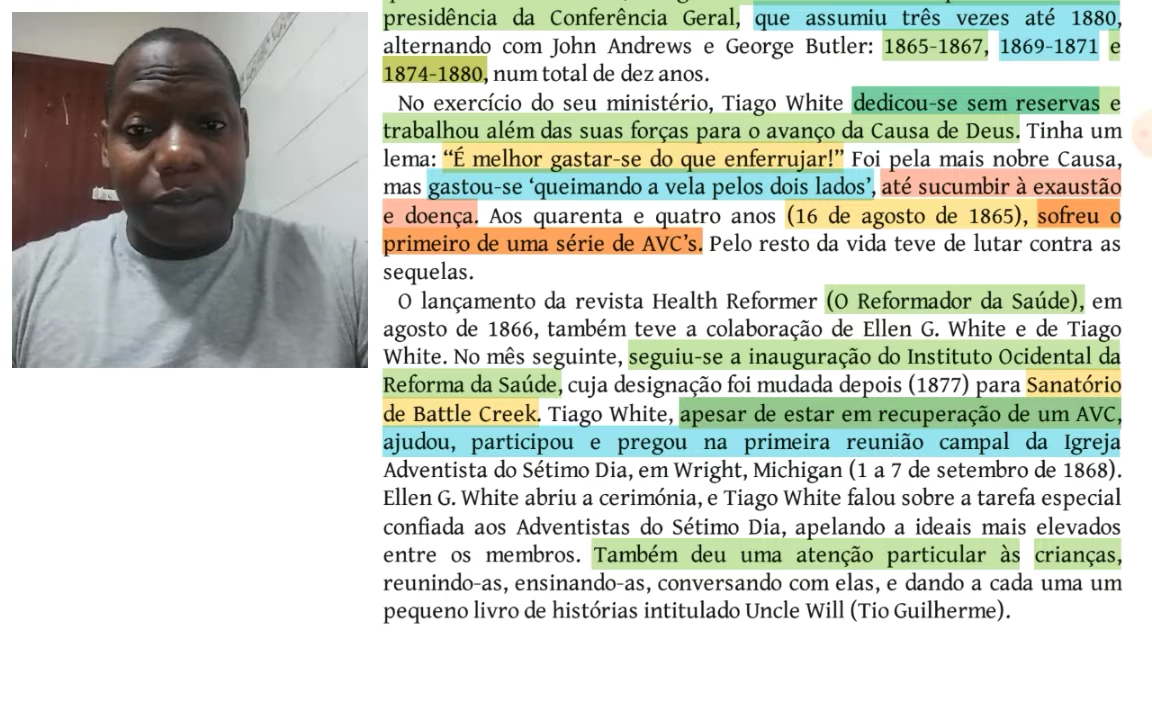 presidência da Conferência Geral, que assumiu três vezes até 1880,
alternando com John Andrews e George Butler: 1865-1867, 1869-1871 e
1874-1880, num total de dez anos.
No exercício do seu ministério, Tiago White dedicou-se sem reservas e
trabalhou além das suas forças para o avanço da Causa de Deus. Tinha um
lema: “É melhor gastar-se do que enferrujar!” Foi pela mais nobre Causa,
mas gastou-se ‘queimando a vela pelos dois lados’, até sucumbir à exaustão
e doença. Aos quarenta e quatro anos (16 de agosto de 1865), sofreu o
primeiro de uma série de AVC’s. Pelo resto da vida teve de lutar contra as
sequelas.
O lançamento da revista Health Reformer (O Reformador da Saúde), em
agosto de 1866, também teve a colaboração de Ellen G. White e de Tiago
White. No mês seguinte, seguiu-se a inauguração do Instituto Ocidental da
Reforma da Saúde, cuja designação foi mudada depois (1877) para Sanatório
de Battle Creek. Tiago White, apesar de estar em recuperação de um AVC,
ajudou, participou e pregou na primeira reunião campal da Igreja
Adventista do Sétimo Dia, em Wright, Michigan (1 a 7 de setembro de 1868).
Ellen G. White abriu a cerimónia, e Tiago White falou sobre a tarefa especial
confiada aos Adventistas do Sétimo Dia, apelando a ideais mais elevados
entre os membros. Também deu uma atenção particular às crianças,
reunindo-as, ensinando-as, conversando com elas, e dando a cada uma um
pequeno livro de histórias intitulado Uncle Will (Tio Guilherme).